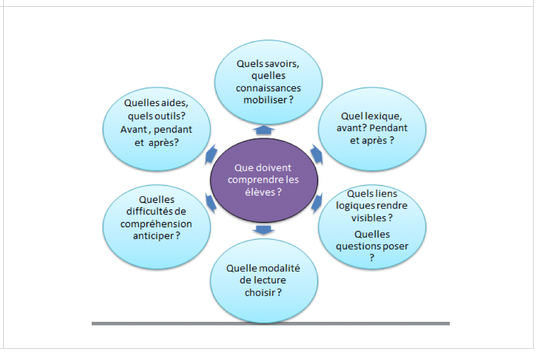 Quels savoirs,
quelles
connaissances
mobiliser ?
Quelles aides,
quels outils?
Avant , pendant
et après?
Quel lexique,
avant? Pendant
et après ?
Que doivent
comprendre les
élèves ?
Quelles
difficultés de
compréhension
anticiper ?
Quels liens
logiques rendre
visibles ?
Quelles
questions poser
?
Quelle modalité
de lecture
choisir ?